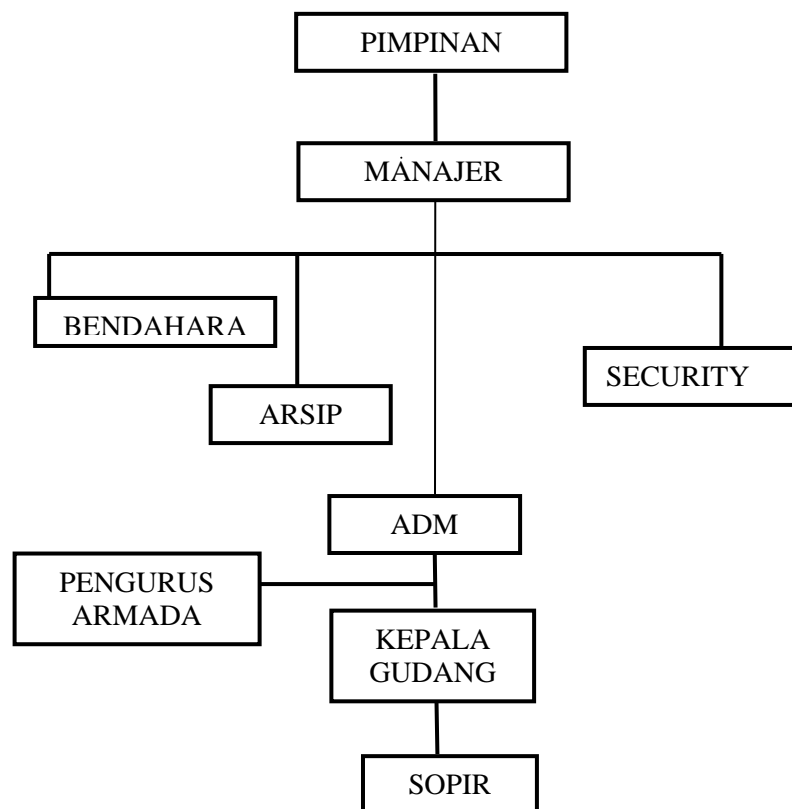 PIMPINAN
MANAJER
BENDAHARA
SECURITY
ARSIP
ADM
PENGURUS
ARMADA
KEPALA
GUDANG
SOPIR